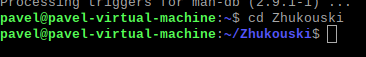 Processing triggers for man-db (2.9.1-1) ...
pavel@pavel-virtual-machine:~$ cd Zhukouski
pavel@pavel-virtual-machine:~/Zhukouski$